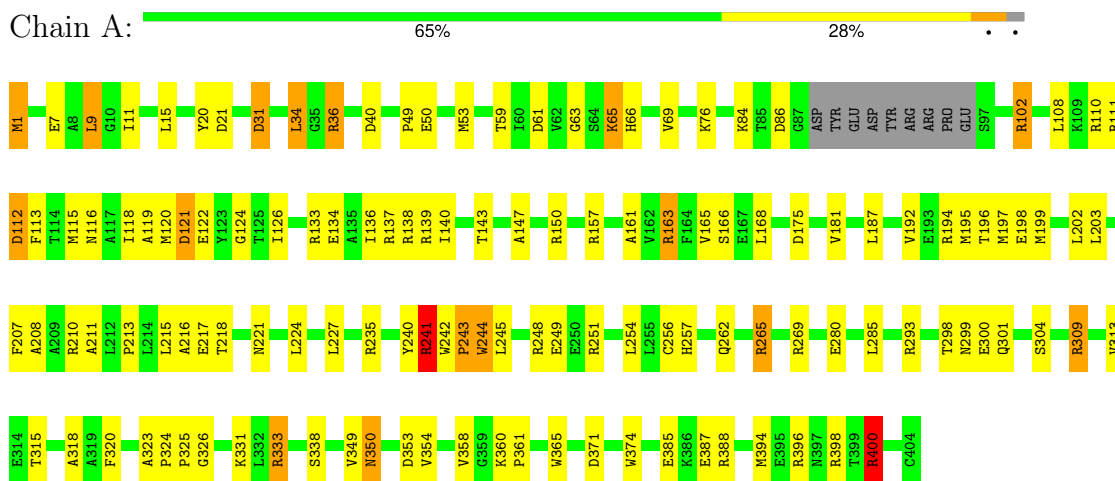 Chain A:
65% 28% • •
M1 E7 A8 L9 G10 I11 L15 Y20 D21 D31 L34 G35 R36 D40 P49 E50 M53 T59 I60 D61 V62 G63 S64 K65 H66 V69 K76 K84 T85 D86 G87 ASP TYR GLU ASP TYR ARG ARG PRO GLU S97 R102 L108 K109 R110
D112 F113 T114 M115 N116 A117 I118 A119 M120 D121 E122 Y123 G124 T125 I126 R133 E134 A135 I136 R137 R138 R139 I140 T143 A147 R150 R157 A161 V162 R163 F164 V165 S166 E167 L168 D175 V181 L187 V192 E193 R194 M195 T196 M197 E198 M199 L202 L203
F207 A208 A209 R210 A211 L212 P213 L214 L215 A216 E217 T218 N221 L224 L227 R235 Y240 R241 W242 P243 W244 L245 R248 E249 E250 R251 L254 L255 C256 H257 Q262 R265 R269 E280 L285 R293 T298 N299 E300 Q301 S304 R309
E314 T315 A318 A319 F320 A323 P324 P325 G326 K331 L332 R333 S338 V349 N350 D353 V354 V358 G359 K360 P361 W365 D371 W374 E385 K386 E387 R388 M394 E395 R396 N397 R398 T399 R400 C404